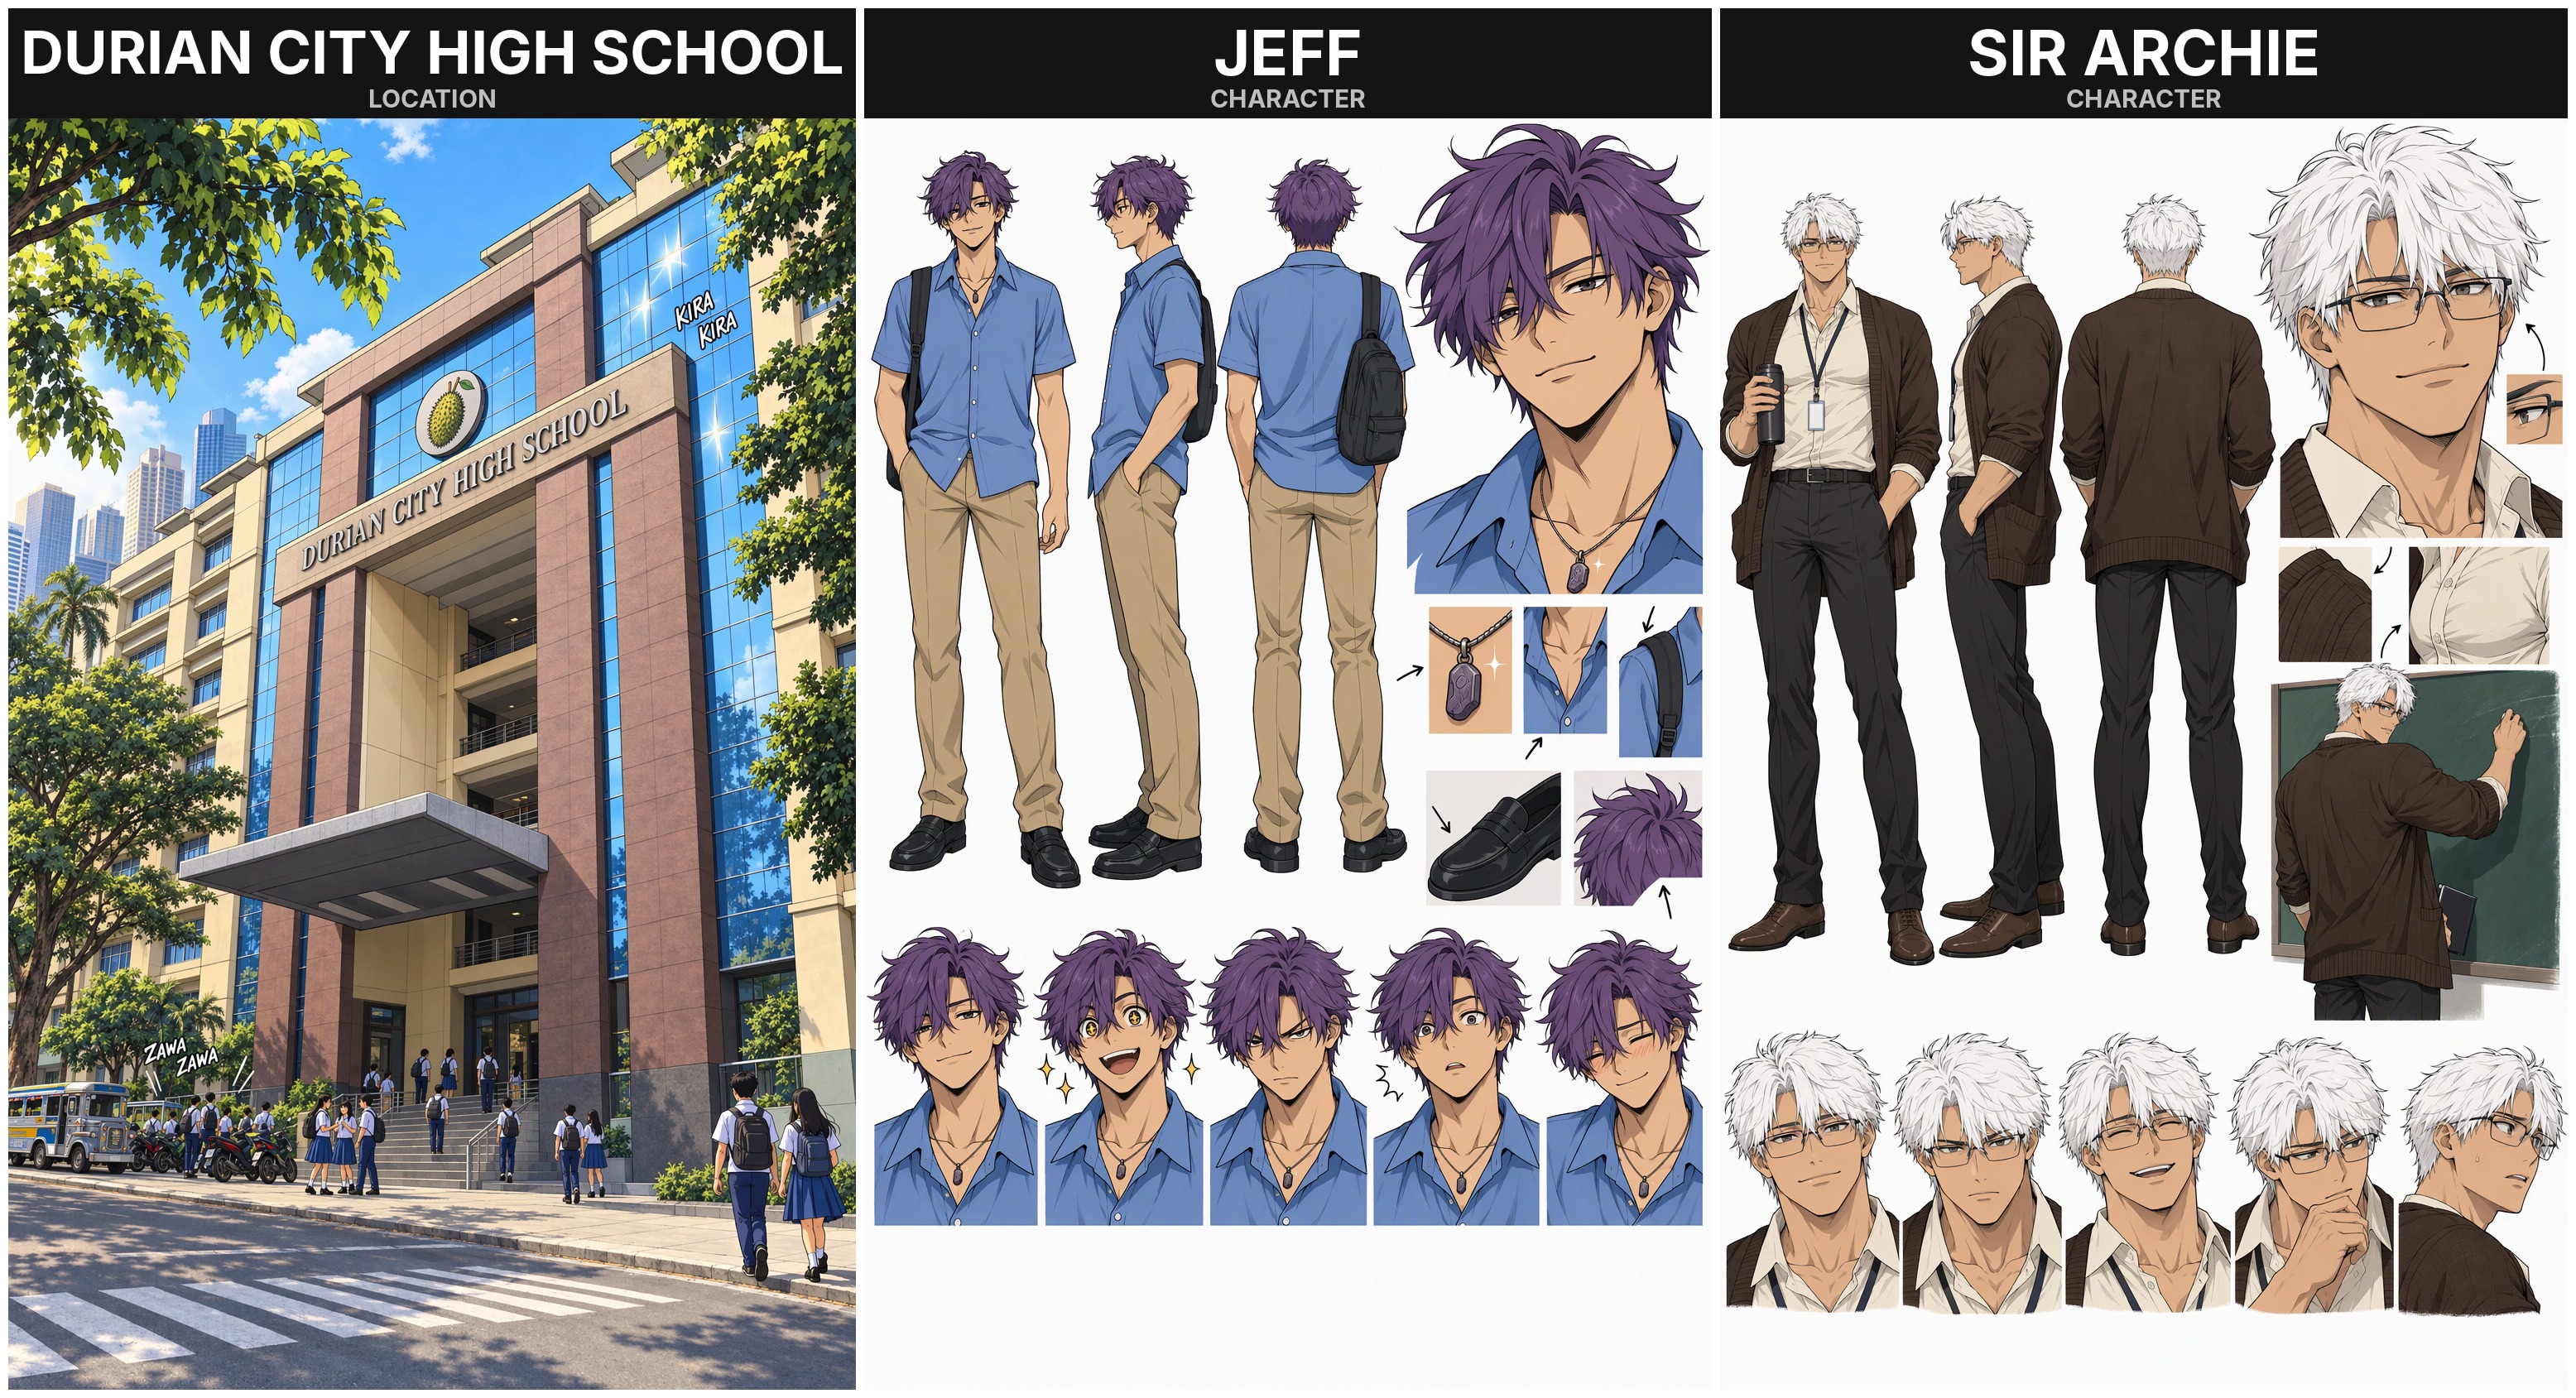 DURIAN CITY HIGH SCHOOL
LOCATION
KIRA
KIRA
DURIAN CITY HIGH SCHOOL
ZAWA
ZAWA
JEFF
CHARACTER
SIR ARCHIE
CHARACTER